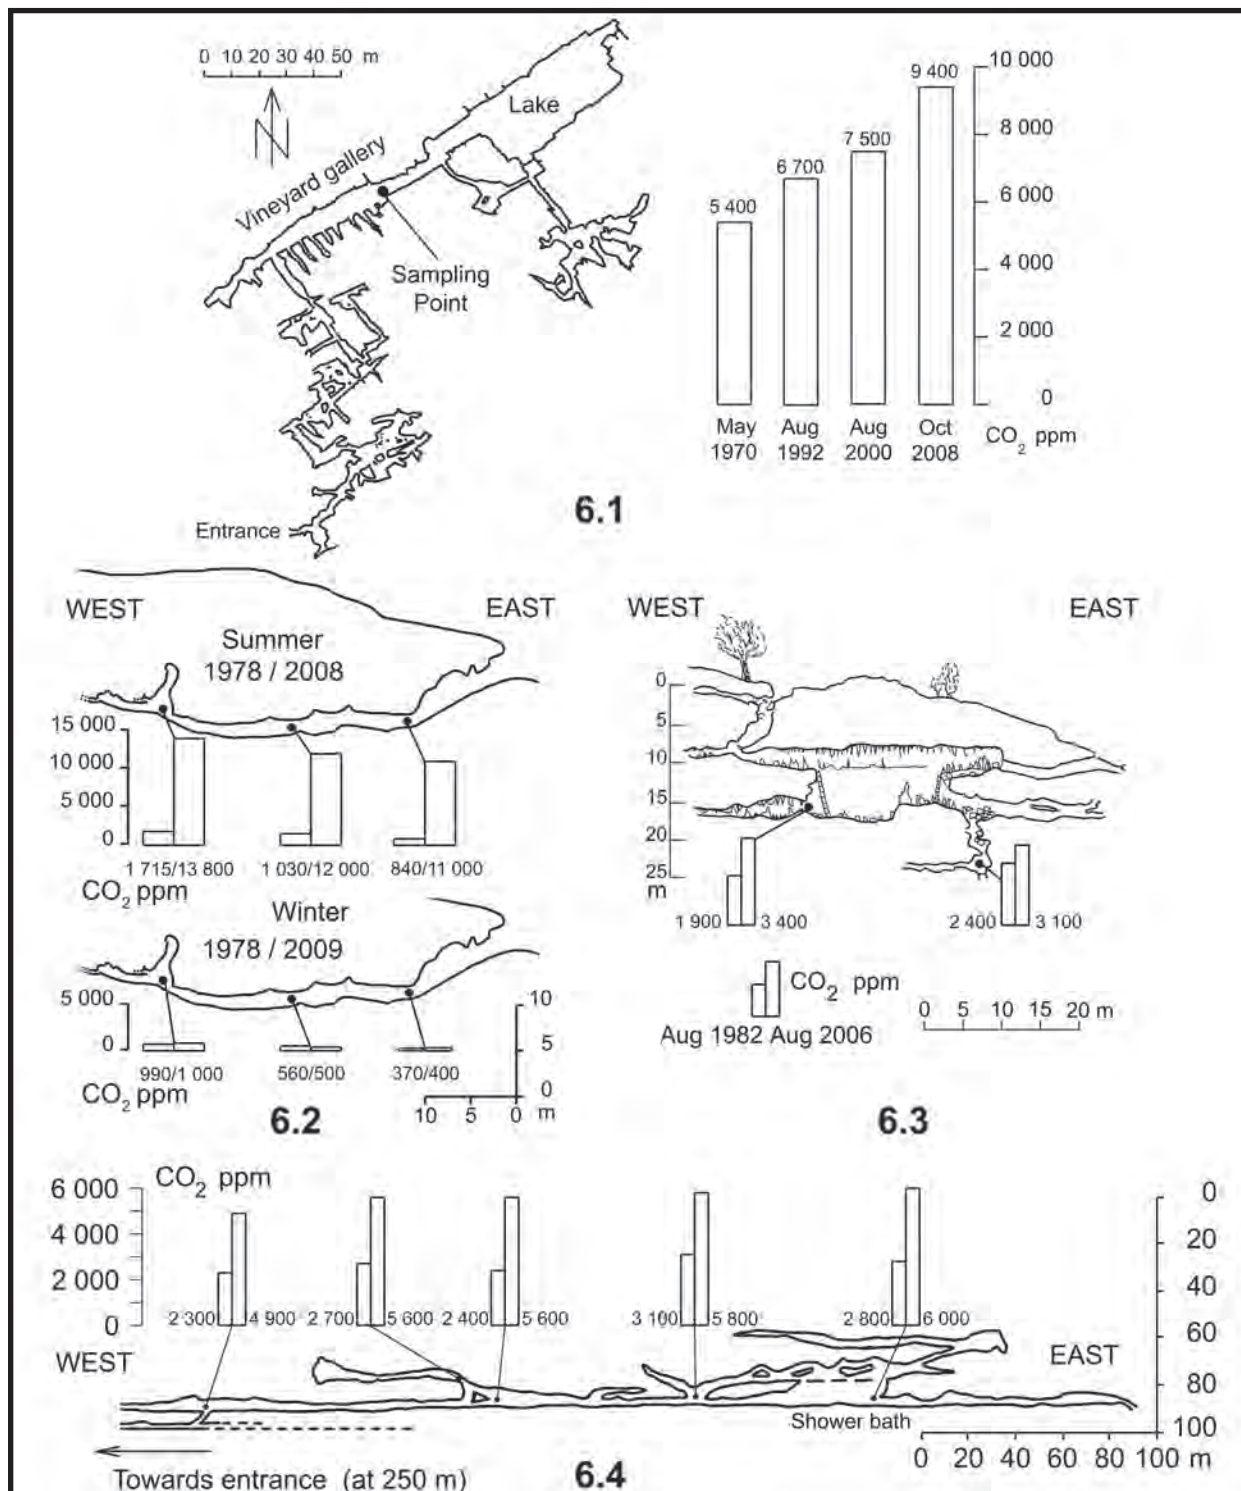 0 10 20 30 40 50 m
N
Lake
Vineyard gallery
Sampling
Point
Entrance
10 000
9 400
8 000
7 500
6 700
6 000
5 400
4 000
2 000
0
May Aug Aug Oct
1970 1992 2000 2008
CO2 ppm
6.1
WEST EAST
Summer
1978 / 2008
15 000
10 000
5 000
0
1 715/13 800 1 030/12 000 840/11 000
CO2 ppm
Winter
1978 / 2009
5 000
0
990/1 000 560/500 370/400
CO2 ppm
10
5
0
m
10 5 0
6.2
WEST EAST
0
5
10
15
20
25
m
1 900 3 400
2 400 3 100
CO2 ppm
Aug 1982 Aug 2006
0 5 10 15 20 m
6.3
CO2 ppm
6 000
4 000
2 000
0
2 300 4 900 2 700 5 600 2 400 5 600 3 100 5 800 2 800 6 000
WEST EAST
0
20
40
60
80
100
Shower bath
0 20 40 60 80 100 m
Towards entrance (at 250 m)
6.4